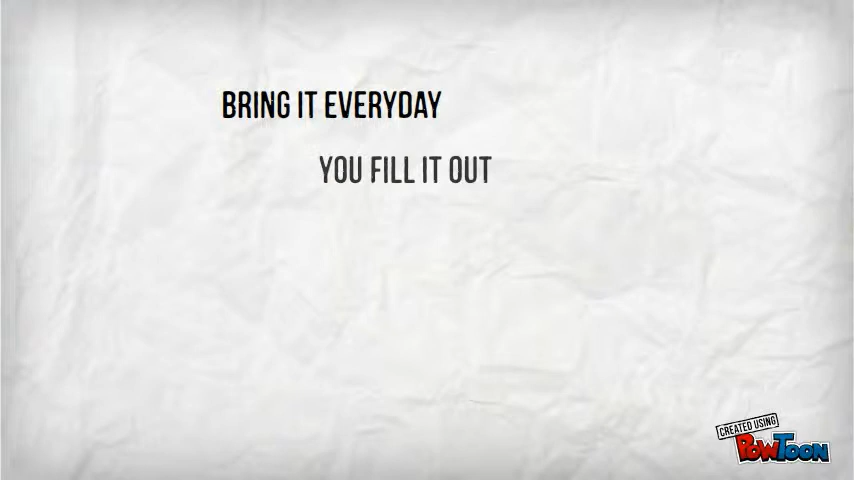 BRING IT EVERYDAY
YOU FILL IT OUT
CREATED USING
POWTOON